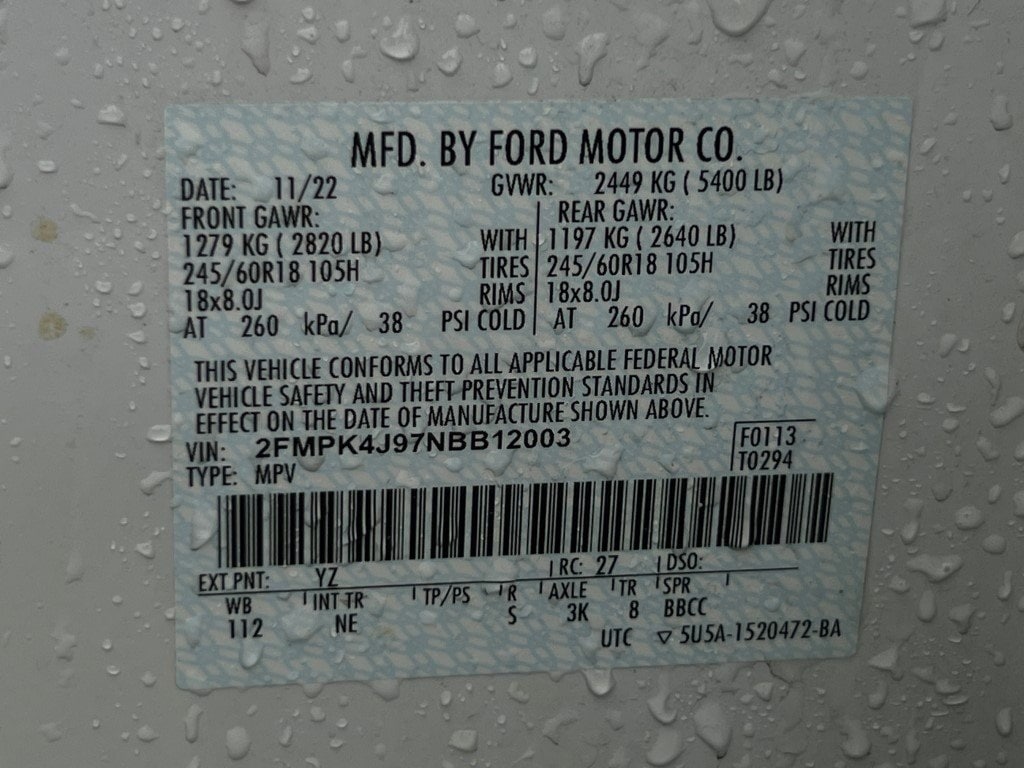 MFD. BY FORD MOTOR CO.
DATE: 11/22 GVWR: 2449 KG ( 5400 LB)
FRONT GAWR: REAR GAWR:
1279 KG ( 2820 LB) WITH 1197 KG ( 2640 LB) WITH
245/60R18 105H TIRES 245/60R18 105H TIRES
18x8.0J RIMS 18x8.0J RIMS
AT 260 kPa/ 38 PSI COLD AT 260 kPa/ 38 PSI COLD
THIS VEHICLE CONFORMS TO ALL APPLICABLE FEDERAL MOTOR
VEHICLE SAFETY AND THEFT PREVENTION STANDARDS IN
EFFECT ON THE DATE OF MANUFACTURE SHOWN ABOVE.
VIN: 2FMPK4J97NBB12003 F0113
TYPE: MPV T0294
EXT PNT: YZ RC: 27 DSO:
WB INT TR TP/PS R AXLE TR SPR
112 NE S 3K 8 BBCC
UTC ▽ 5U5A-1520472-BA